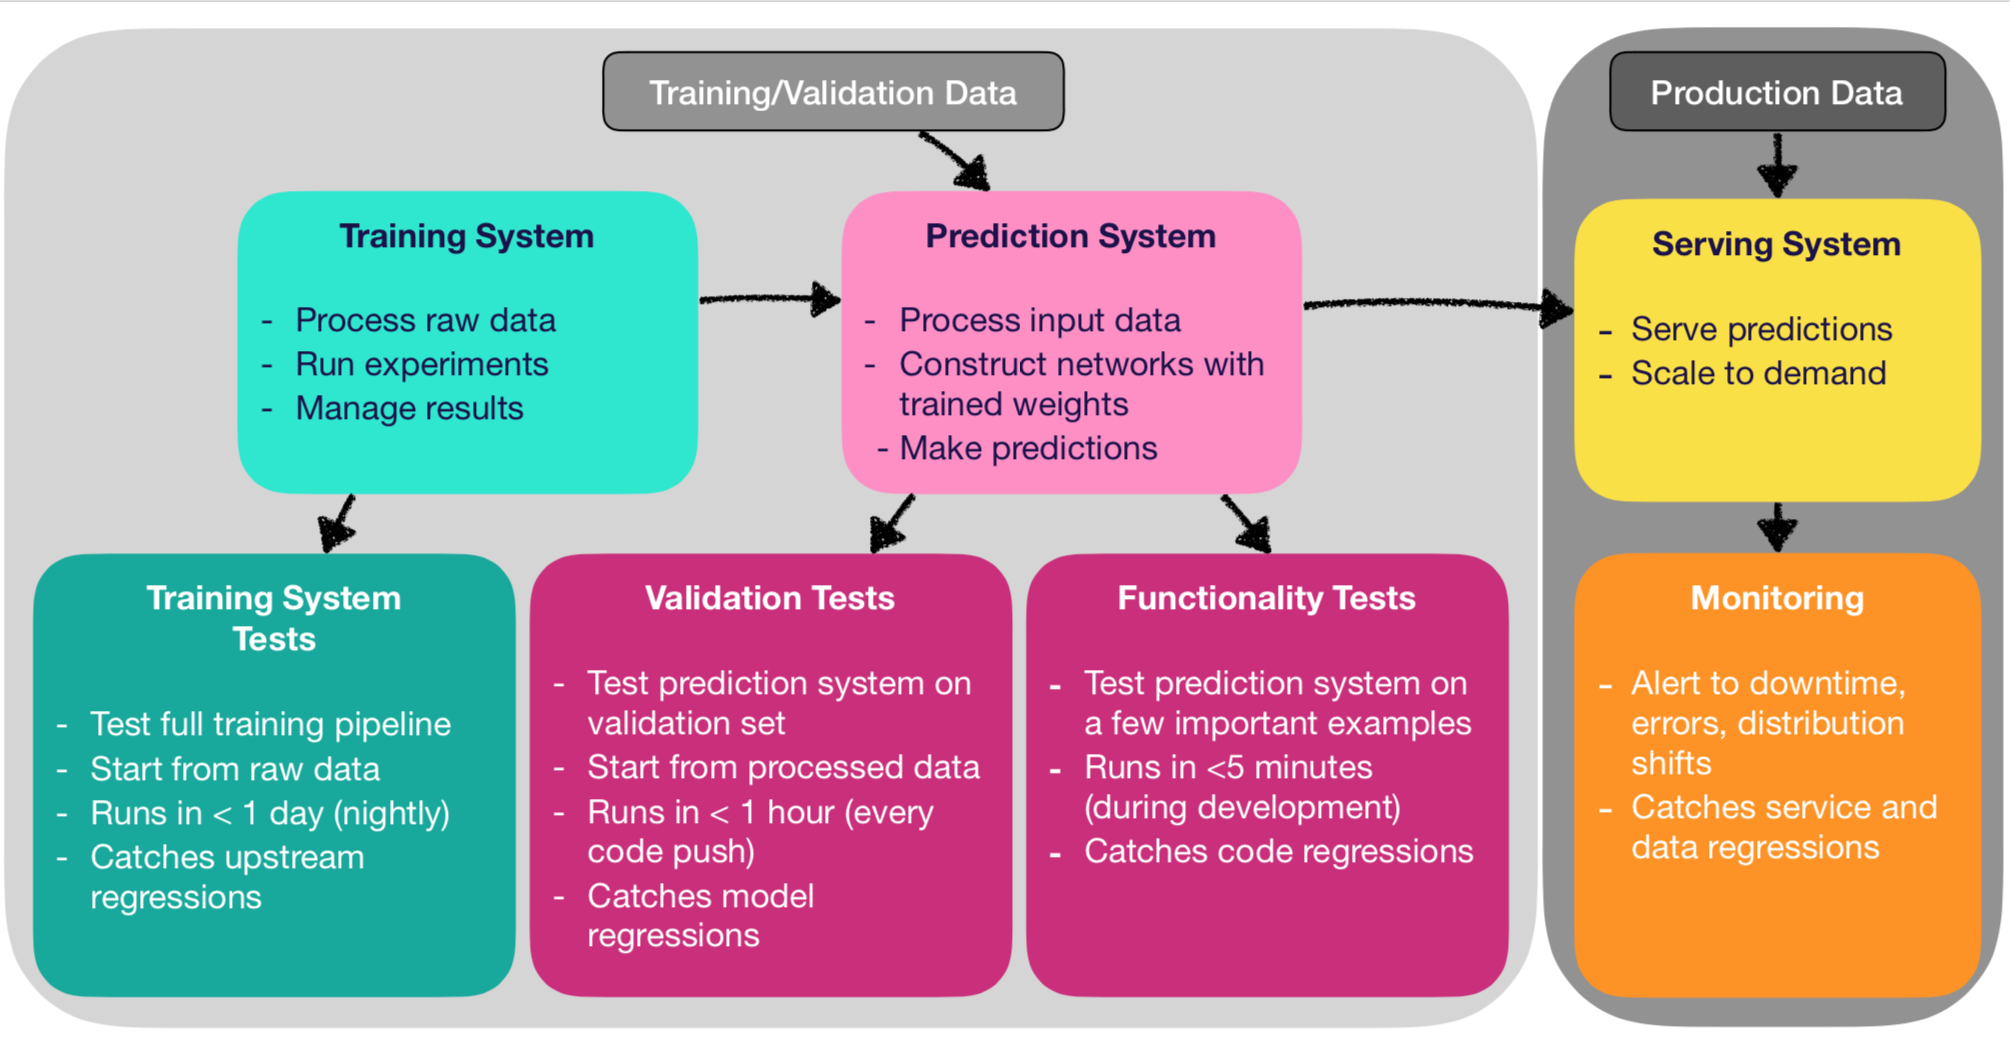 Training/Validation Data
Production Data
Training System
- Process raw data
- Run experiments
- Manage results
Prediction System
- Process input data
- Construct networks with
trained weights
- Make predictions
Serving System
- Serve predictions
- Scale to demand
Training System
Tests
- Test full training pipeline
- Start from raw data
- Runs in < 1 day (nightly)
- Catches upstream
regressions
Validation Tests
- Test prediction system on
validation set
- Start from processed data
- Runs in < 1 hour (every
code push)
- Catches model
regressions
Functionality Tests
- Test prediction system on
a few important examples
- Runs in <5 minutes
(during development)
- Catches code regressions
Monitoring
- Alert to downtime,
errors, distribution
shifts
- Catches service and
data regressions